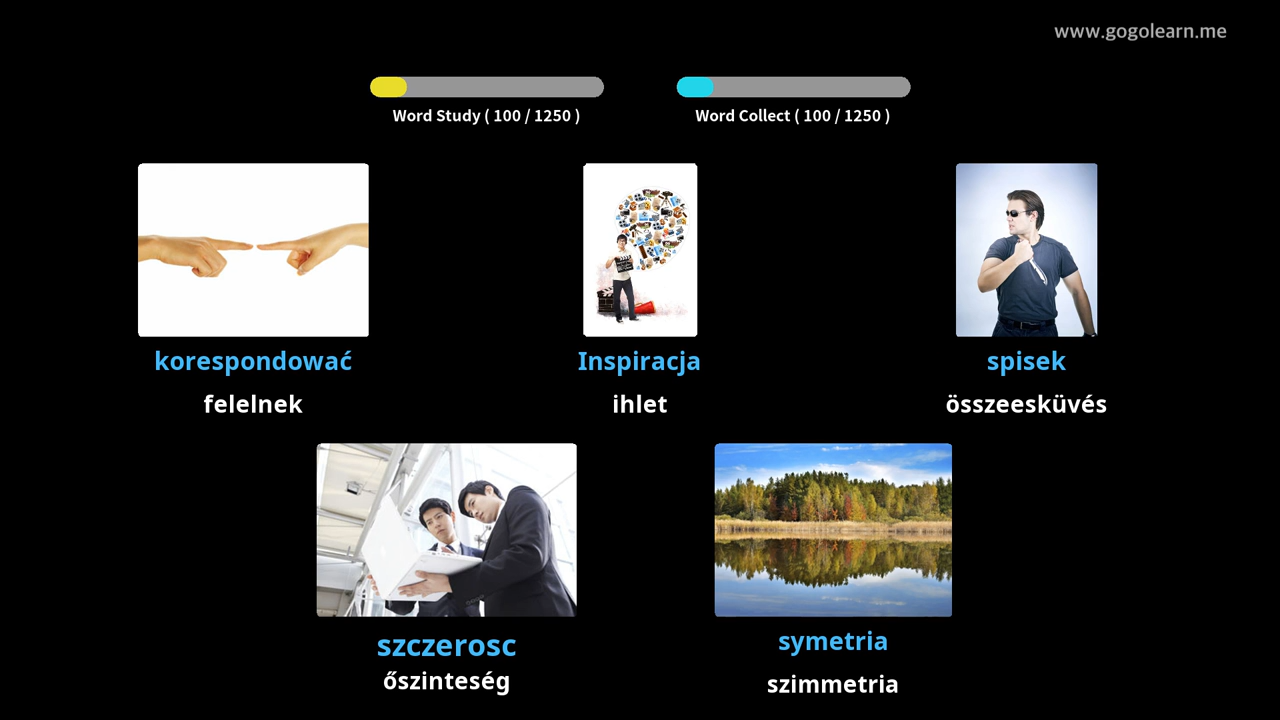 www.gogolearn.me
Word Study ( 100 / 1250 )
Word Collect ( 100 / 1250 )
korespondować
felelnek
Inspiracja
ihlet
spisek
összeesküvés
szczerosc
őszinteség
symetria
szimmetria